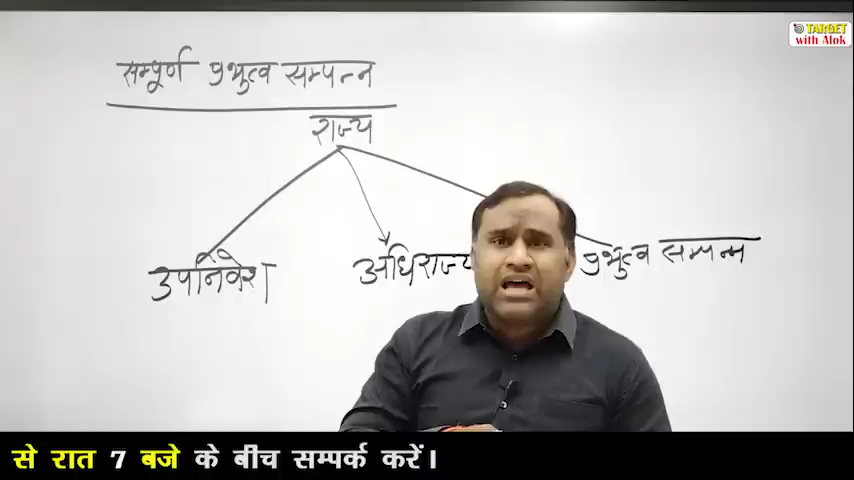 TARGET
with Alok
सम्पूर्ण प्रभुत्व सम्पन्न
राज्य
उपनिवेश
अधिराज्य
प्रभुत्व सम्पन्न
से रात 7 बजे के बीच सम्पर्क करें।